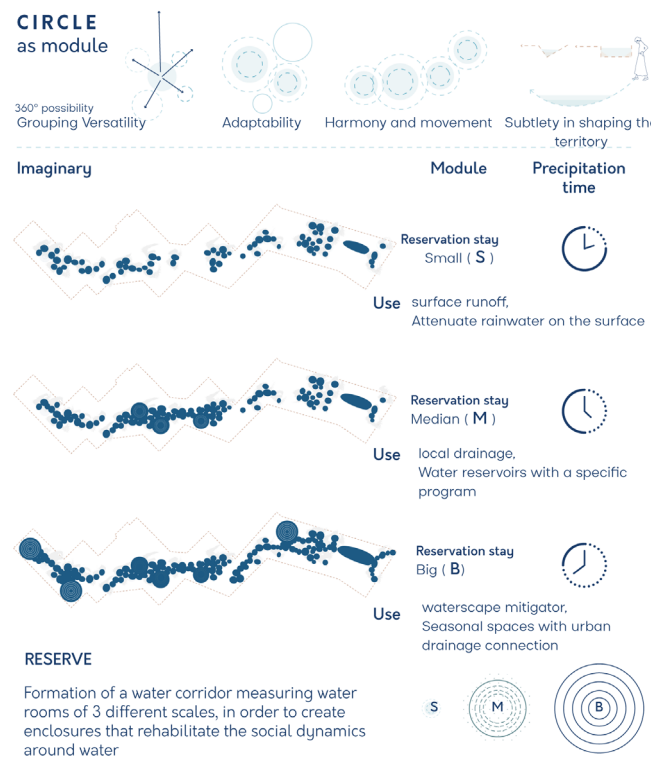 CIRCLE
as module
360° possibility
Grouping Versatility
Adaptability
Harmony and movement
Subtlety in shaping the
territory
Imaginary
Module
Precipitation
time
Reservation stay
Small ( S )
Use surface runoff,
Attenuate rainwater on the surface
Reservation stay
Median ( M )
Use local drainage,
Water reservoirs with a specific
program
Reservation stay
Big ( B)
Use waterscape mitigator,
Seasonal spaces with urban
drainage connection
RESERVE
Formation of a water corridor measuring water
rooms of 3 different scales, in order to create
enclosures that rehabilitate the social dynamics
around water
S
M
B